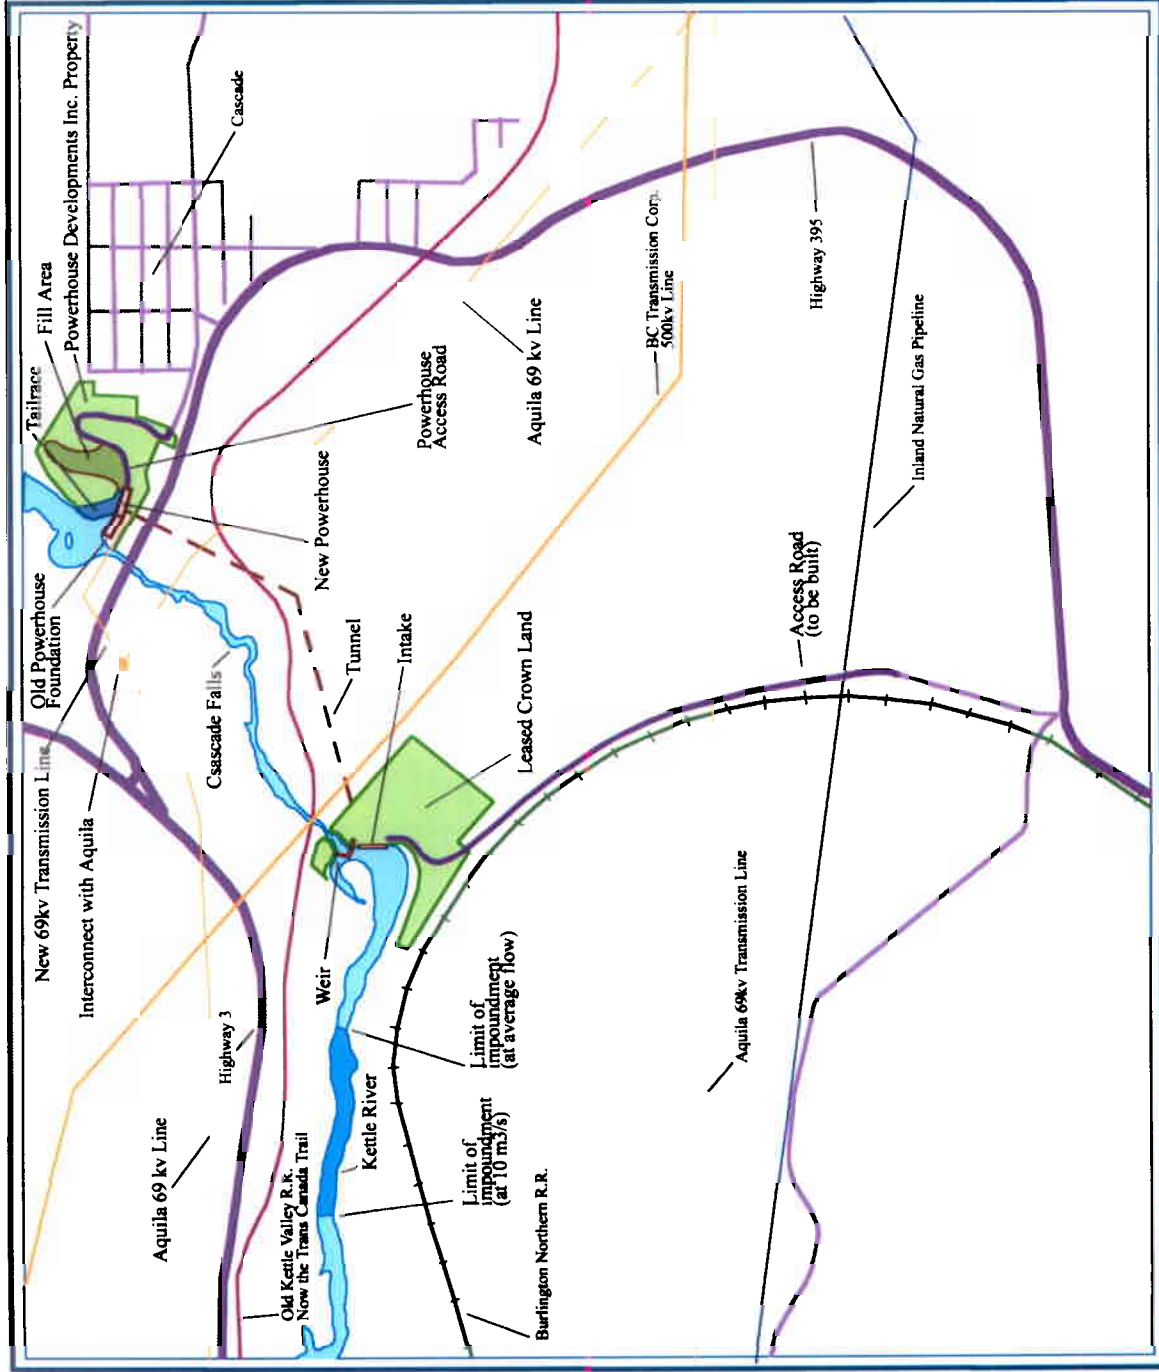 New 69kv Transmission Line
Interconnect with Aquila
Old Powerhouse
Foundation
Tailrace
Fill Area
Powerhouse Developments Inc. Property
Cascade
Highway 3
Aquila 69 kv Line
Csascade Falls
New Powerhouse
Powerhouse
Access Road
Aquila 69 kv Line
BC Transmission Corp.
500kv Line
Highway 395
Old Kettle Valley R.R.
Now the Trans Canada Trail
Weir
Tunnel
Intake
Leased Crown Land
Kettle River
Limit of
impoundment
(at 10 m3/s)
Limit of
impoundment
(at average flow)
Burlington Northern R.R.
Aquila 69kv Transmission Line
Access Road
(to be built)
Inland Natural Gas Pipeline